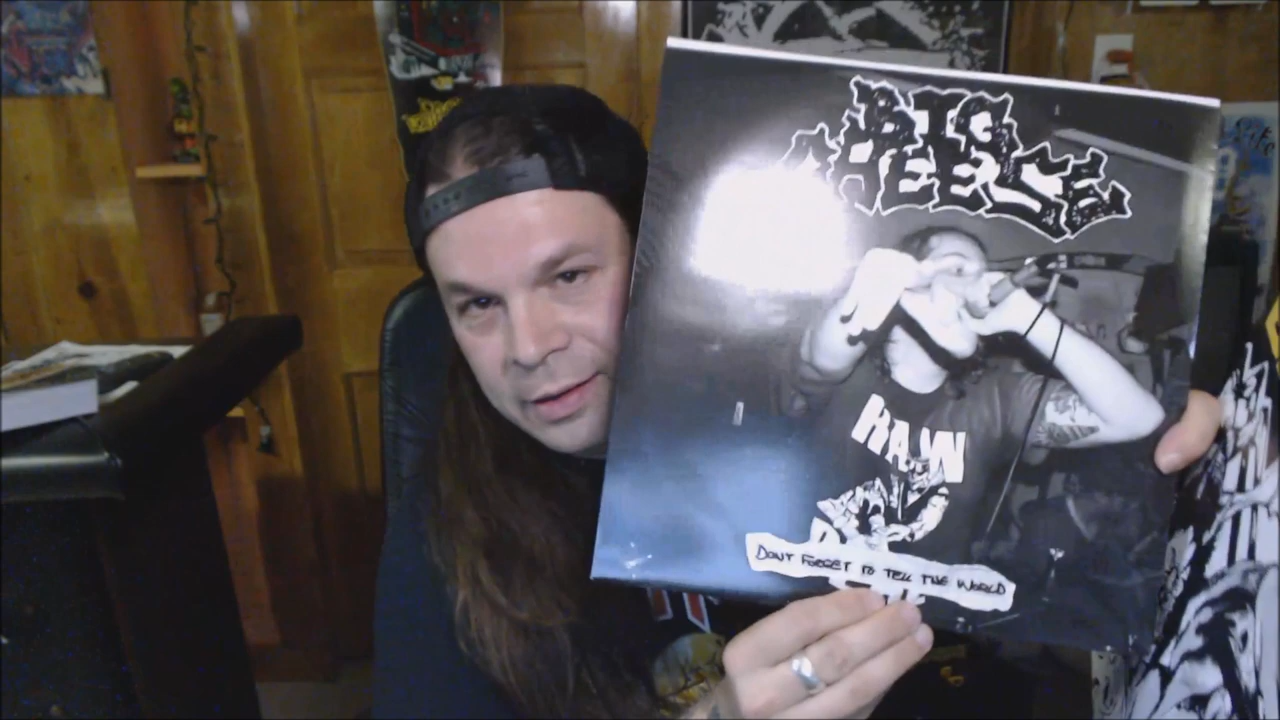 BIG
CHEESE
RAW
DON'T FORGET TO TELL THE WORLD